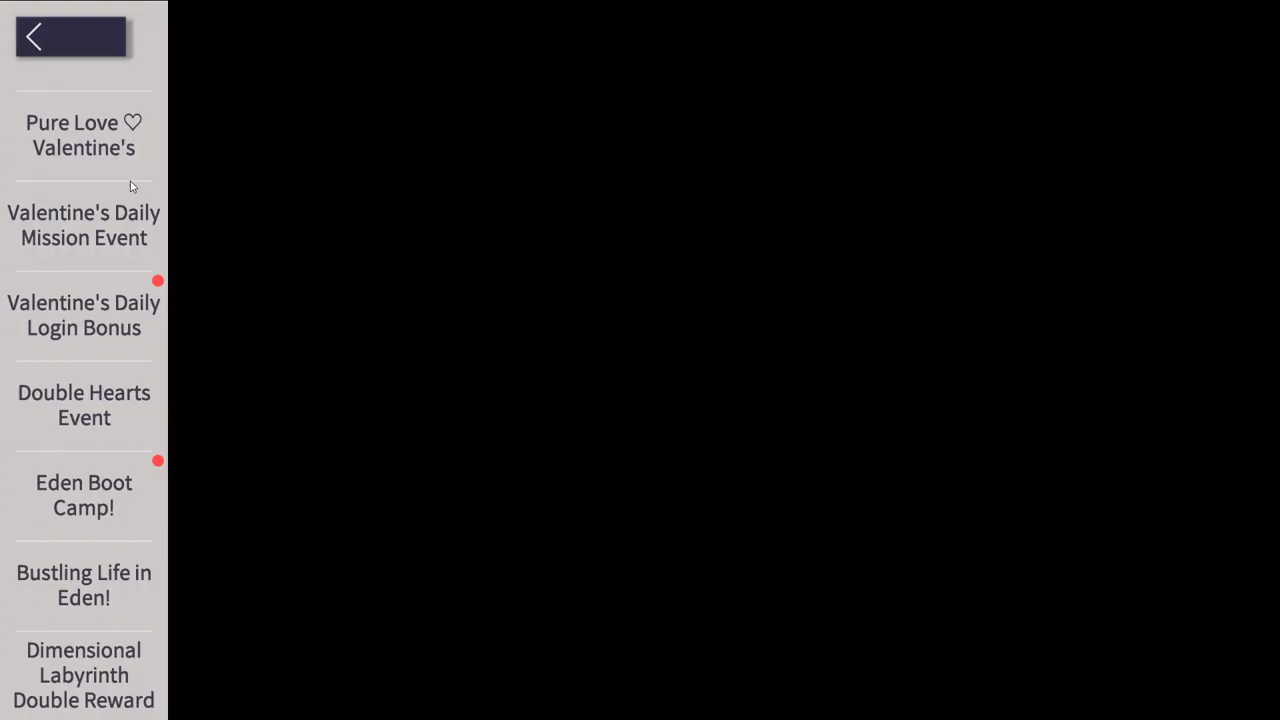 Pure Love ♡
Valentine's
Valentine's Daily
Mission Event
Valentine's Daily
Login Bonus
Double Hearts
Event
Eden Boot
Camp!
Bustling Life in
Eden!
Dimensional
Labyrinth
Double Reward